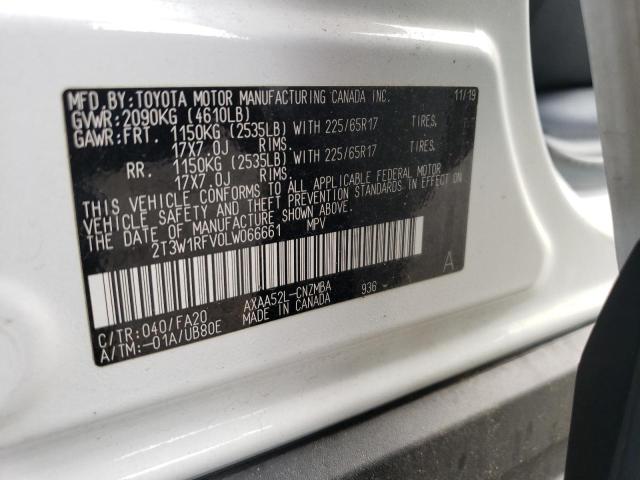 MFD.BY:TOYOTA MOTOR MANUFACTURING CANADA INC. 11/19
GVWR:2090KG (4610LB)
GAWR:FRT. 1150KG (2535LB) WITH 225/65R17 TIRES,
17X7.0J RIMS.
RR. 1150KG (2535LB) WITH 225/65R17 TIRES,
17X7.0J RIMS.
THIS VEHICLE CONFORMS TO ALL APPLICABLE FEDERAL MOTOR
VEHICLE SAFETY AND THEFT PREVENTION STANDARDS IN EFFECT ON
THE DATE OF MANUFACTURE SHOWN ABOVE.
2T3W1RFV0LW066661 MPV
A
C/TR:040/FA20 AXAA52L-CNZMBA 936
A/TM:-01A/UB80E MADE IN CANADA